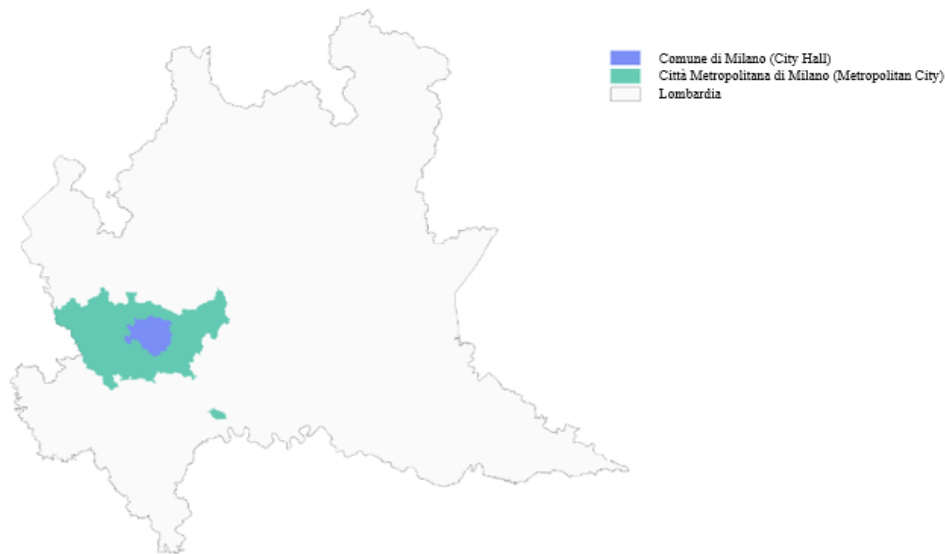 Comune di Milano (City Hall)
Città Metropolitana di Milano (Metropolitan City)
Lombardia